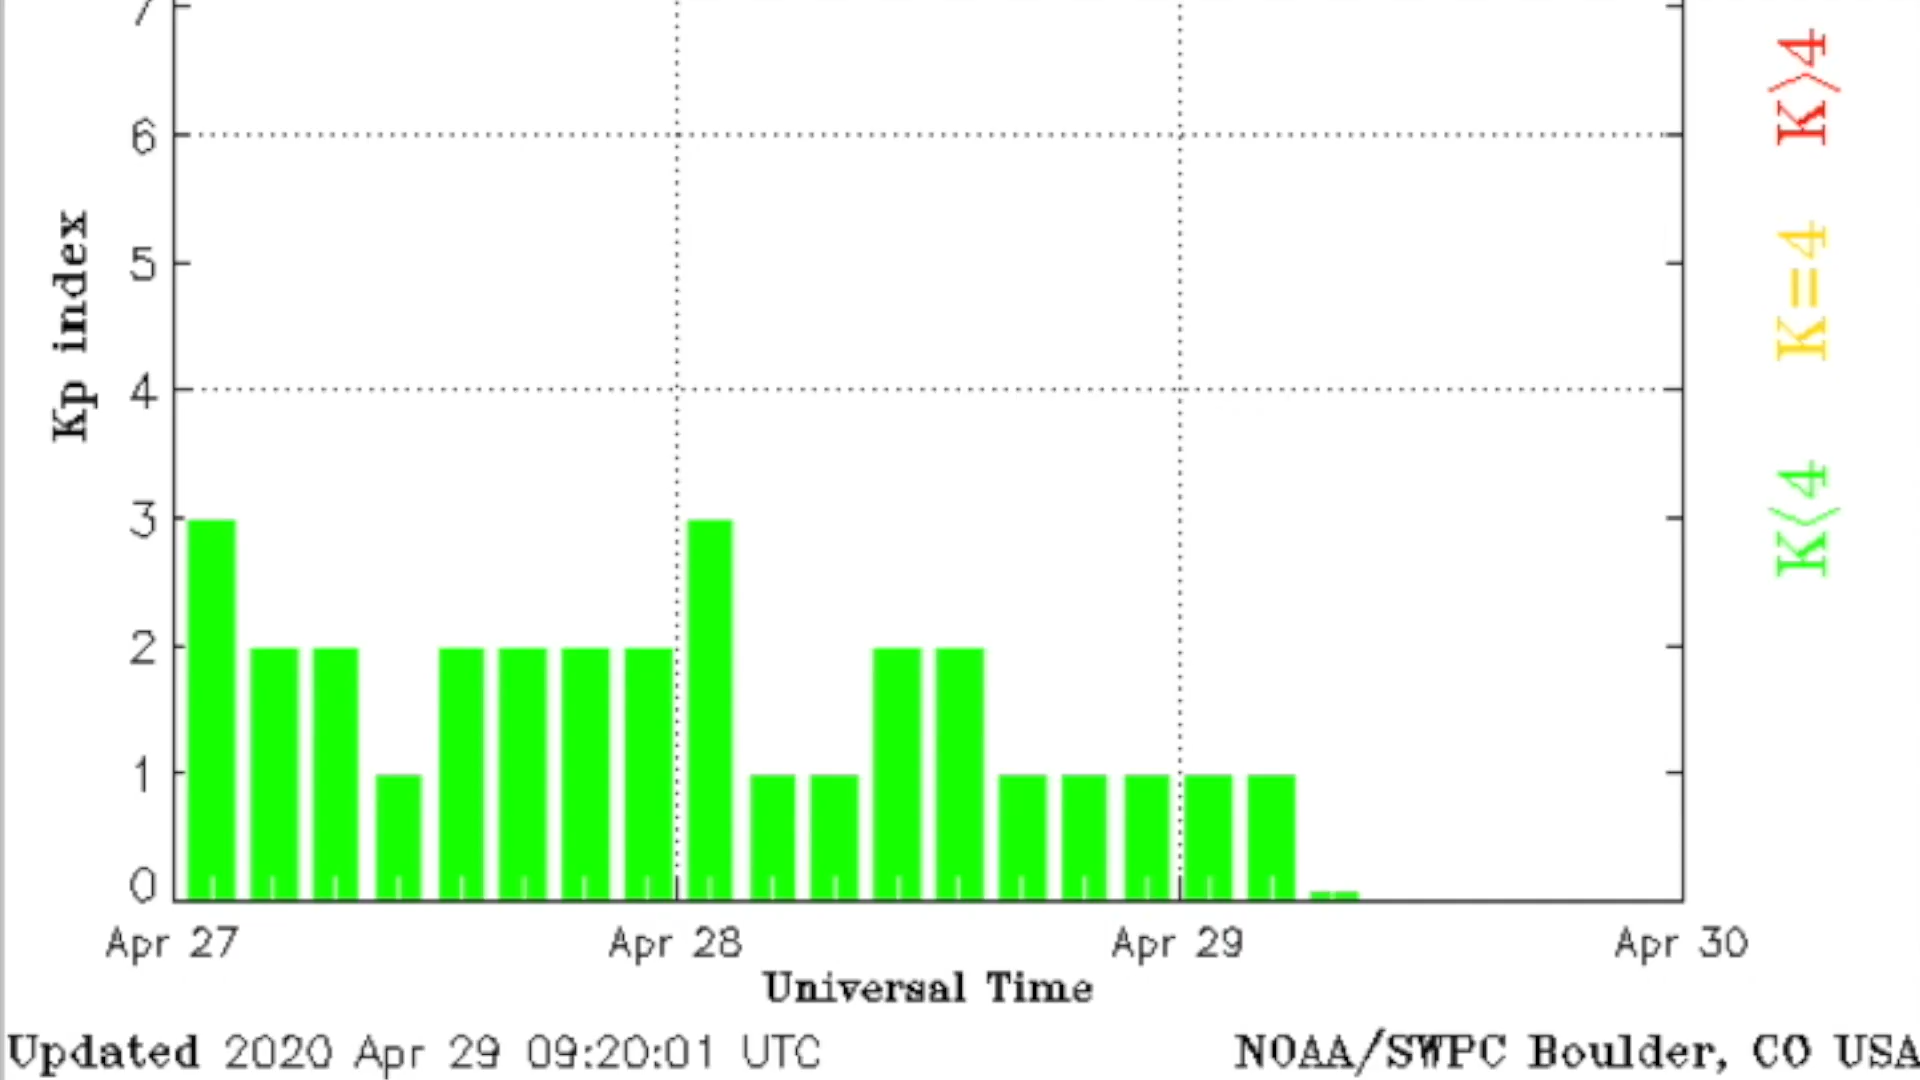 7
6
5
4
3
2
1
0
Kp index
K>4
K=4
K<4
Apr 27 Apr 28 Apr 29 Apr 30
Universal Time
Updated 2020 Apr 29 09:20:01 UTC NOAA/SWPC Boulder, CO USA